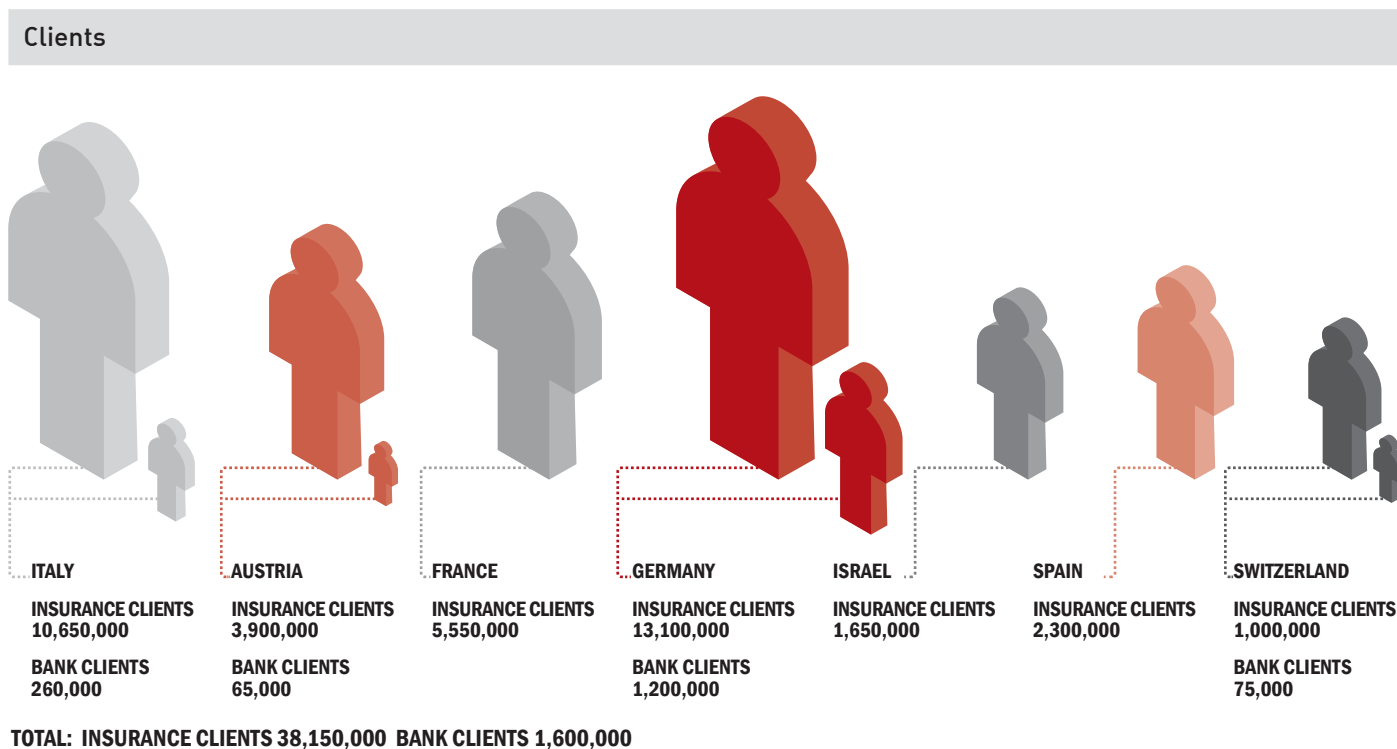 Clients
ITALY
INSURANCE CLIENTS
10,650,000
BANK CLIENTS
260,000
AUSTRIA
INSURANCE CLIENTS
3,900,000
BANK CLIENTS
65,000
FRANCE
INSURANCE CLIENTS
5,550,000
GERMANY
INSURANCE CLIENTS
13,100,000
BANK CLIENTS
1,200,000
ISRAEL
INSURANCE CLIENTS
1,650,000
SPAIN
INSURANCE CLIENTS
2,300,000
SWITZERLAND
INSURANCE CLIENTS
1,000,000
BANK CLIENTS
75,000
TOTAL: INSURANCE CLIENTS 38,150,000 BANK CLIENTS 1,600,000